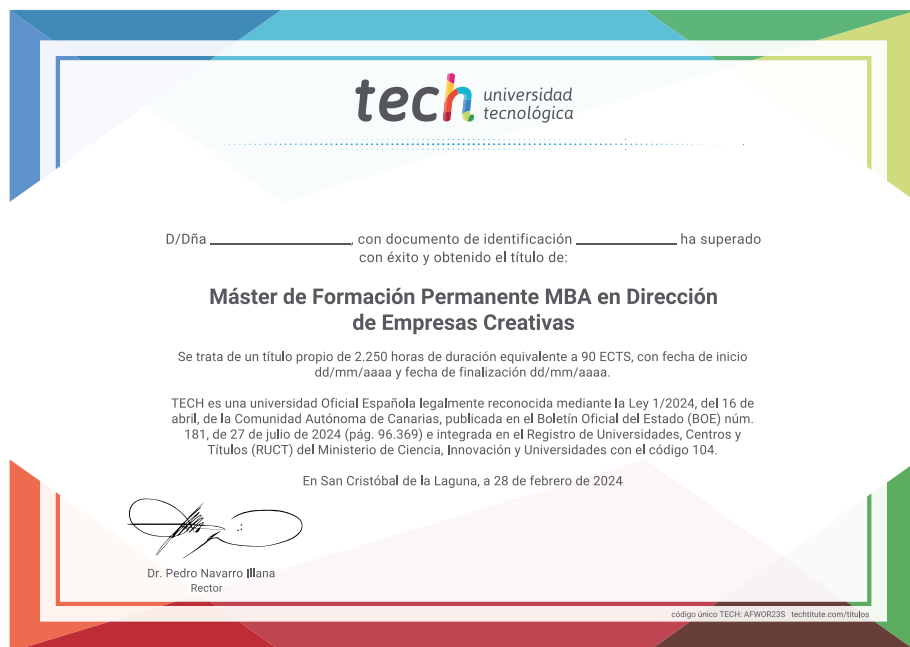 tech universidad
tecnológica
D/Dña ________________, con documento de identificación ____________ ha superado
con éxito y obtenido el título de:
Máster de Formación Permanente MBA en Dirección
de Empresas Creativas
Se trata de un título propio de 2.250 horas de duración equivalente a 90 ECTS, con fecha de inicio
dd/mm/aaaa y fecha de finalización dd/mm/aaaa.
TECH es una universidad Oficial Española legalmente reconocida mediante la Ley 1/2024, del 16 de
abril, de la Comunidad Autónoma de Canarias, publicada en el Boletín Oficial del Estado (BOE) núm.
181, de 27 de julio de 2024 (pág. 96.369) e integrada en el Registro de Universidades, Centros y
Títulos (RUCT) del Ministerio de Ciencia, Innovación y Universidades con el código 104.
En San Cristóbal de la Laguna, a 28 de febrero de 2024
Dr. Pedro Navarro Illana
Rector
código único TECH: AFWOR23S techtitute.com/titulos